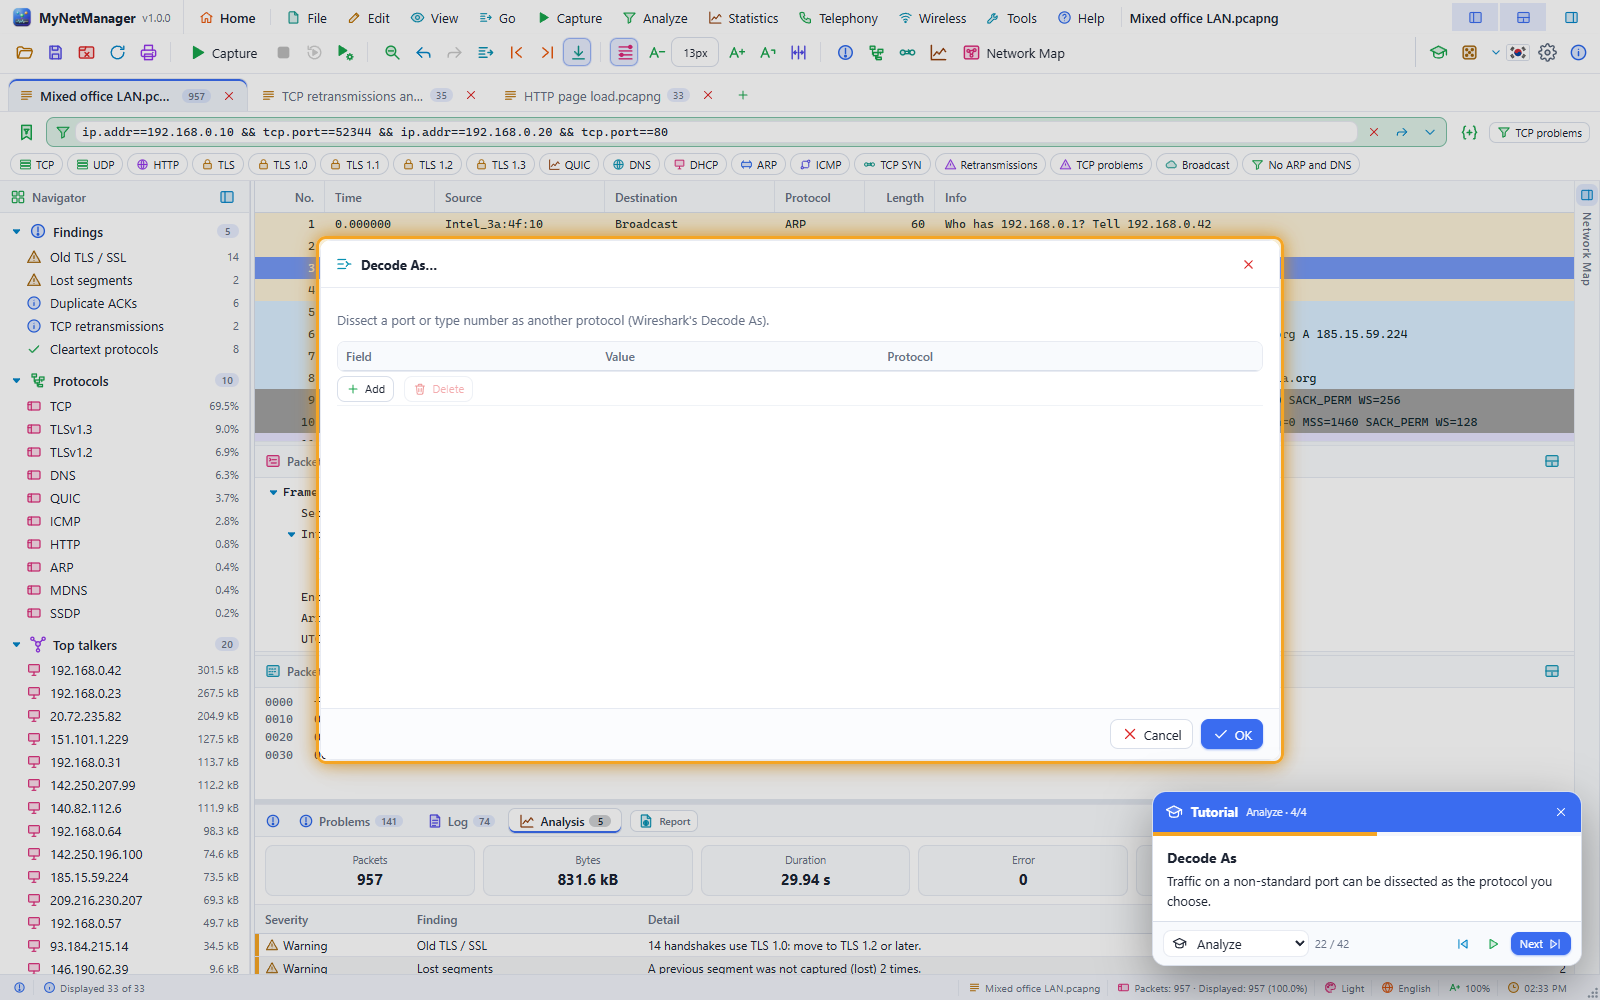 MyNetManager v1.0.0 Home File Edit View Go Capture Analyze Statistics Telephony Wireless Tools Help Mixed office LAN.pcapng
Capture A− 13px A+ Network Map
Mixed office LAN.pc... 957 TCP retransmissions an... 35 HTTP page load.pcapng 33
ip.addr==192.168.0.10 && tcp.port==52344 && ip.addr==192.168.0.20 && tcp.port==80 TCP problems
TCP UDP HTTP TLS TLS 1.0 TLS 1.1 TLS 1.2 TLS 1.3 QUIC DNS DHCP ARP ICMP TCP SYN Retransmissions TCP problems Broadcast No ARP and DNS
Navigator
Findings 5
Old TLS / SSL 14
Lost segments 2
Duplicate ACKs 6
TCP retransmissions 2
Cleartext protocols 8
Protocols 10
TCP 69.5%
TLSv1.3 9.0%
TLSv1.2 6.9%
DNS 6.3%
QUIC 3.7%
ICMP 2.8%
HTTP 0.8%
ARP 0.4%
MDNS 0.4%
SSDP 0.2%
Top talkers 20
192.168.0.42 301.5 kB
192.168.0.23 267.5 kB
20.72.235.82 204.9 kB
151.101.1.229 127.5 kB
192.168.0.31 113.7 kB
142.250.207.99 112.2 kB
140.82.112.6 111.9 kB
192.168.0.64 98.3 kB
142.250.196.100 74.6 kB
185.15.59.224 73.5 kB
209.216.230.207 69.3 kB
192.168.0.57 49.7 kB
93.184.215.14 34.5 kB
146.190.62.39 9.6 kB
No. Time Source Destination Protocol Length Info
1 0.000000 Intel_3a:4f:10 Broadcast ARP 60 Who has 192.168.0.1? Tell 192.168.0.42
2
3
4
5
6 rg A 185.15.59.224
7
8 a.org
9 SACK_PERM WS=256
10 =0 MSS=1460 SACK_PERM WS=128
Network Map
Packe
Frame
Se
In
En
Ar
UT
Packe
0000
0010
0020
0030
Decode As...
Dissect a port or type number as another protocol (Wireshark's Decode As).
Field Value Protocol
Add Delete
Cancel OK
Problems 141 Log 74 Analysis 5 Report
Packets Bytes Duration Error
957 831.6 kB 29.94 s 0
Severity Finding Detail
Warning Old TLS / SSL 14 handshakes use TLS 1.0: move to TLS 1.2 or later.
Warning Lost segments A previous segment was not captured (lost) 2 times. 2
Tutorial Analyze · 4/4
Decode As
Traffic on a non-standard port can be dissected as the protocol you
choose.
Analyze 22 / 42 Next
Displayed 33 of 33 Mixed office LAN.pcapng Packets: 957 · Displayed: 957 (100.0%) Light English 100% 02:33 PM